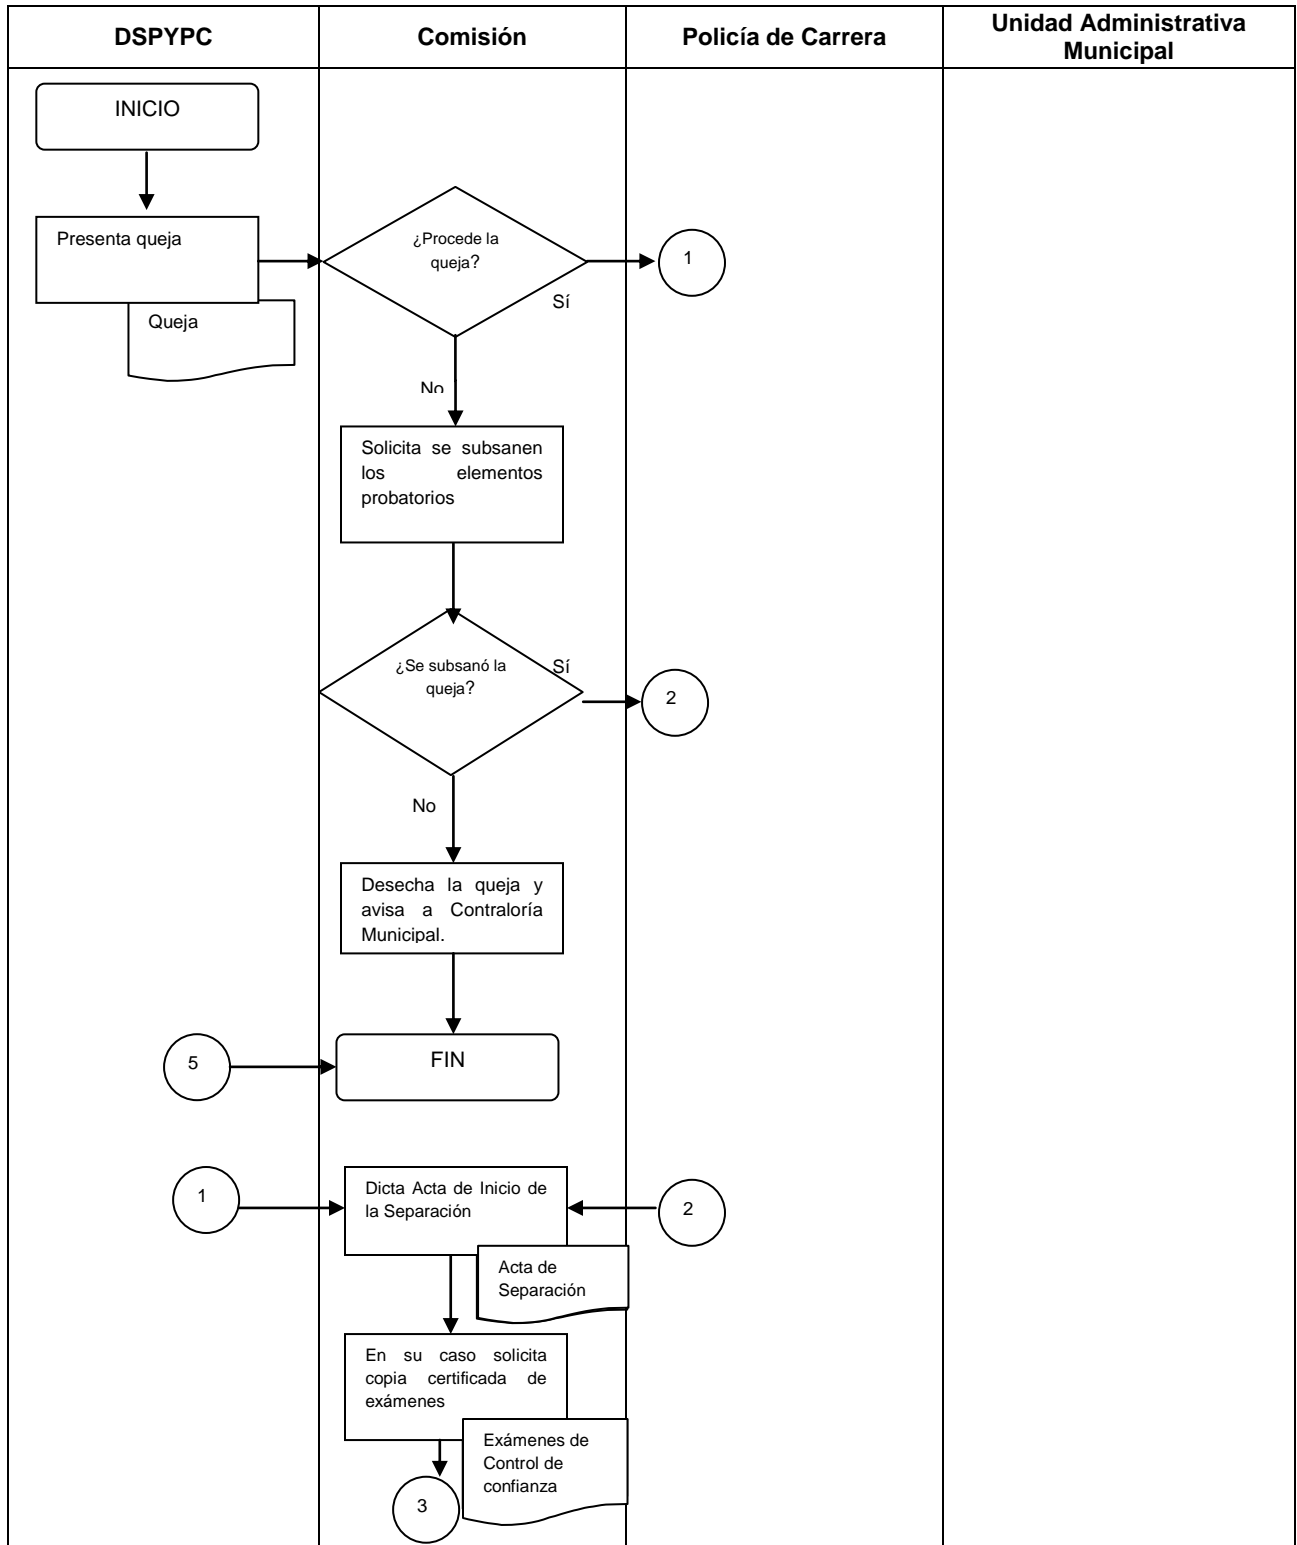 DSPYPC
Comisión
Policía de Carrera
Unidad Administrativa
Municipal
INICIO
Presenta queja
Queja
¿Procede la
queja?
Sí
1
No
Solicita se subsanen
los elementos
probatorios
¿Se subsanó la
queja?
Sí
2
No
Desecha la queja y
avisa a Contraloría
Municipal.
5
FIN
1
Dicta Acta de Inicio de
la Separación
2
Acta de
Separación
En su caso solicita
copia certificada de
exámenes
Exámenes de
Control de
confianza
3